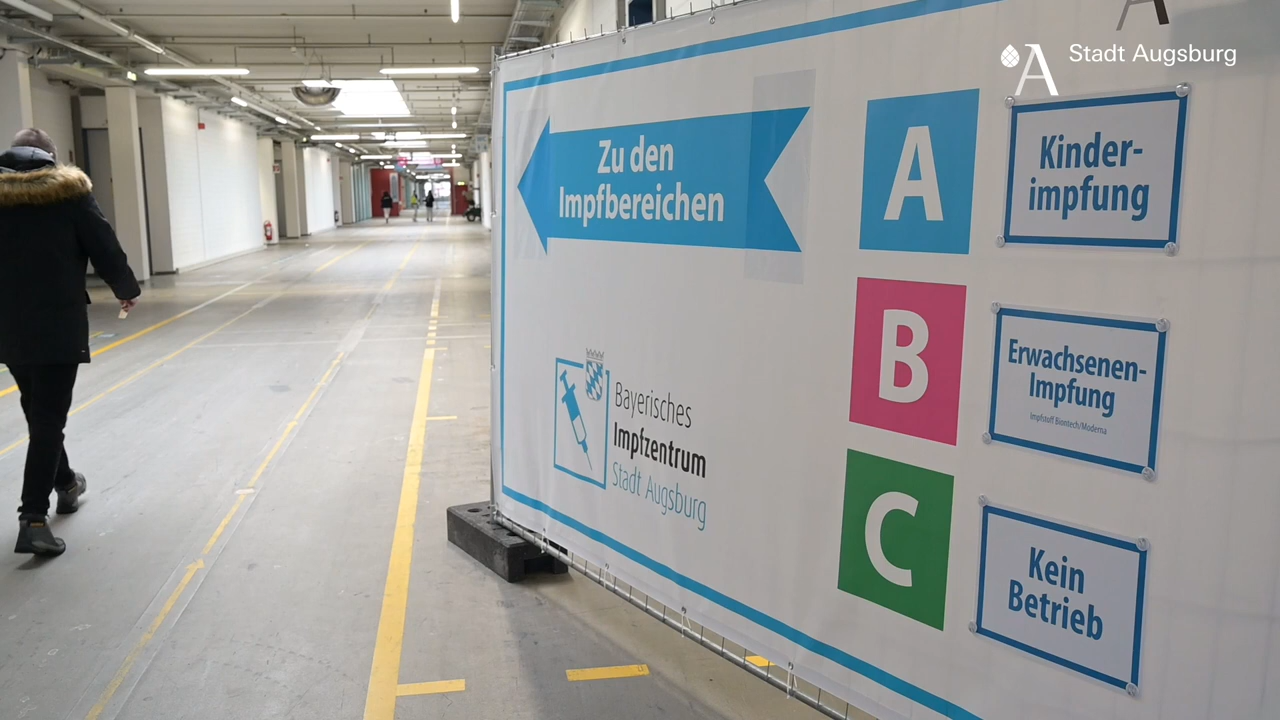 Stadt Augsburg
Zu den
Impfbereichen
A
Kinder-
impfung
B
Erwachsenen-
Impfung
Impfstoff Biontech/Moderna
C
Kein
Betrieb
Bayerisches
Impfzentrum
Stadt Augsburg